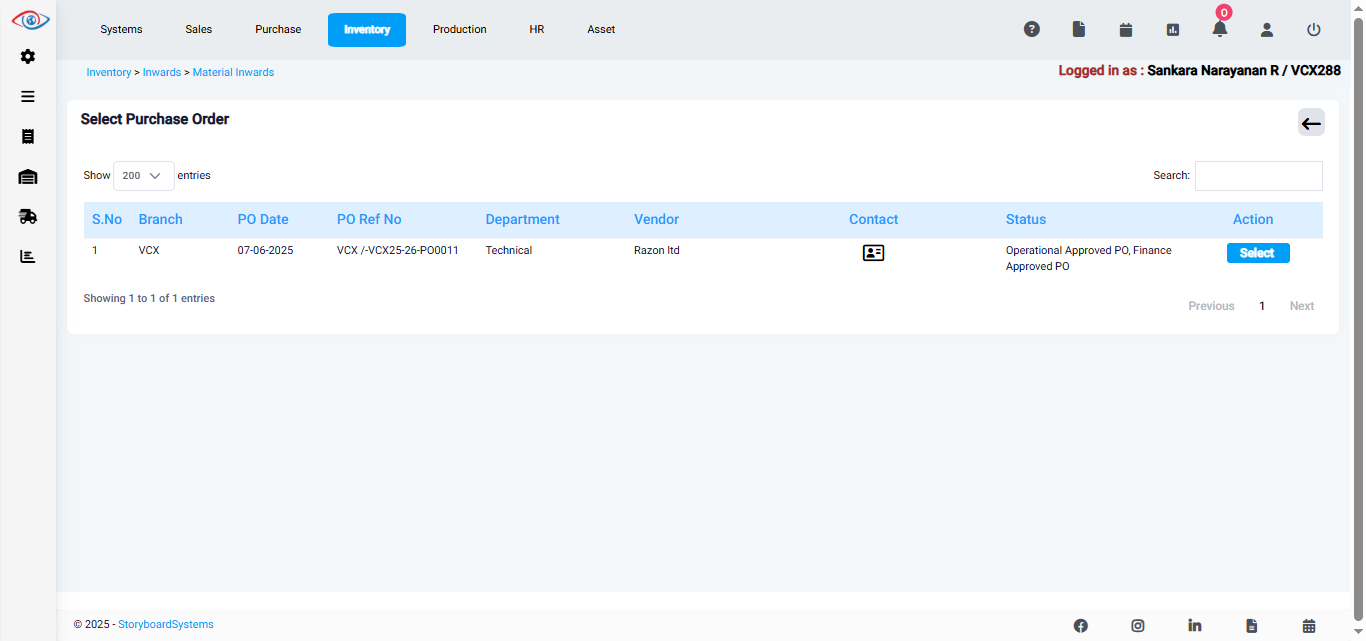 Systems Sales Purchase Inventory Production HR Asset 0
Inventory > Inwards > Material Inwards
Logged in as : Sankara Narayanan R / VCX288
Select Purchase Order
Show 200 entries
Search:
S.No Branch PO Date PO Ref No Department Vendor Contact Status Action
1 VCX 07-06-2025 VCX /-VCX25-26-PO0011 Technical Razon ltd Operational Approved PO, Finance Select
Approved PO
Showing 1 to 1 of 1 entries
Previous 1 Next
© 2025 - StoryboardSystems